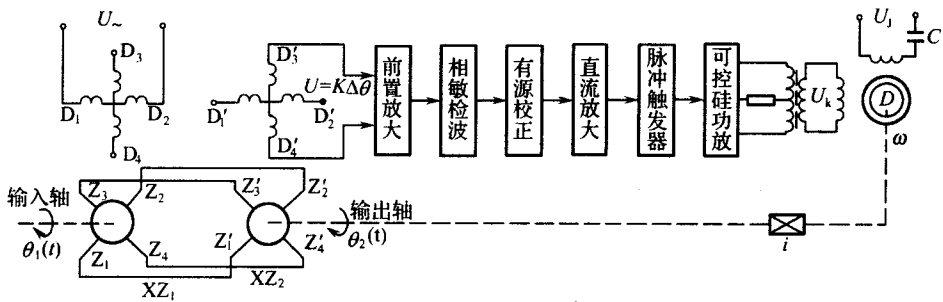 U~
D₃
D₁
D₂
D₄
D₃′
U=KΔθ
D₁′
D₂′
D₄′
前置放大
相敏检波
有源校正
直流放大
脉冲触发器
可控硅功放
Uₖ
Uⱼ
C
D
ω
输入轴
θ₁(t)
Z₃
Z₂
Z₁
Z₄
Z₃′
Z₂′
Z₁′
Z₄′
XZ₁
XZ₂
输出轴
θ₂(t)
i